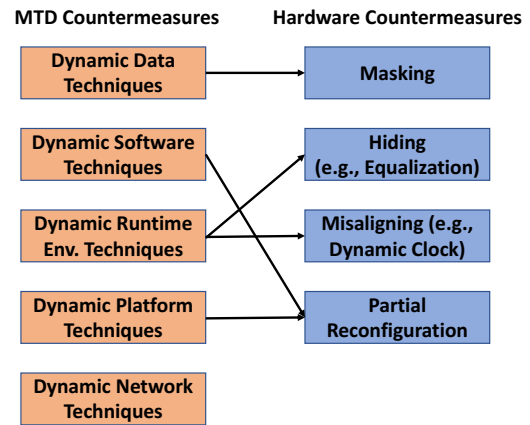 MTD Countermeasures
Hardware Countermeasures
Dynamic Data
Techniques
Masking
Dynamic Software
Techniques
Hiding
(e.g., Equalization)
Dynamic Runtime
Env. Techniques
Misaligning (e.g.,
Dynamic Clock)
Dynamic Platform
Techniques
Partial
Reconfiguration
Dynamic Network
Techniques